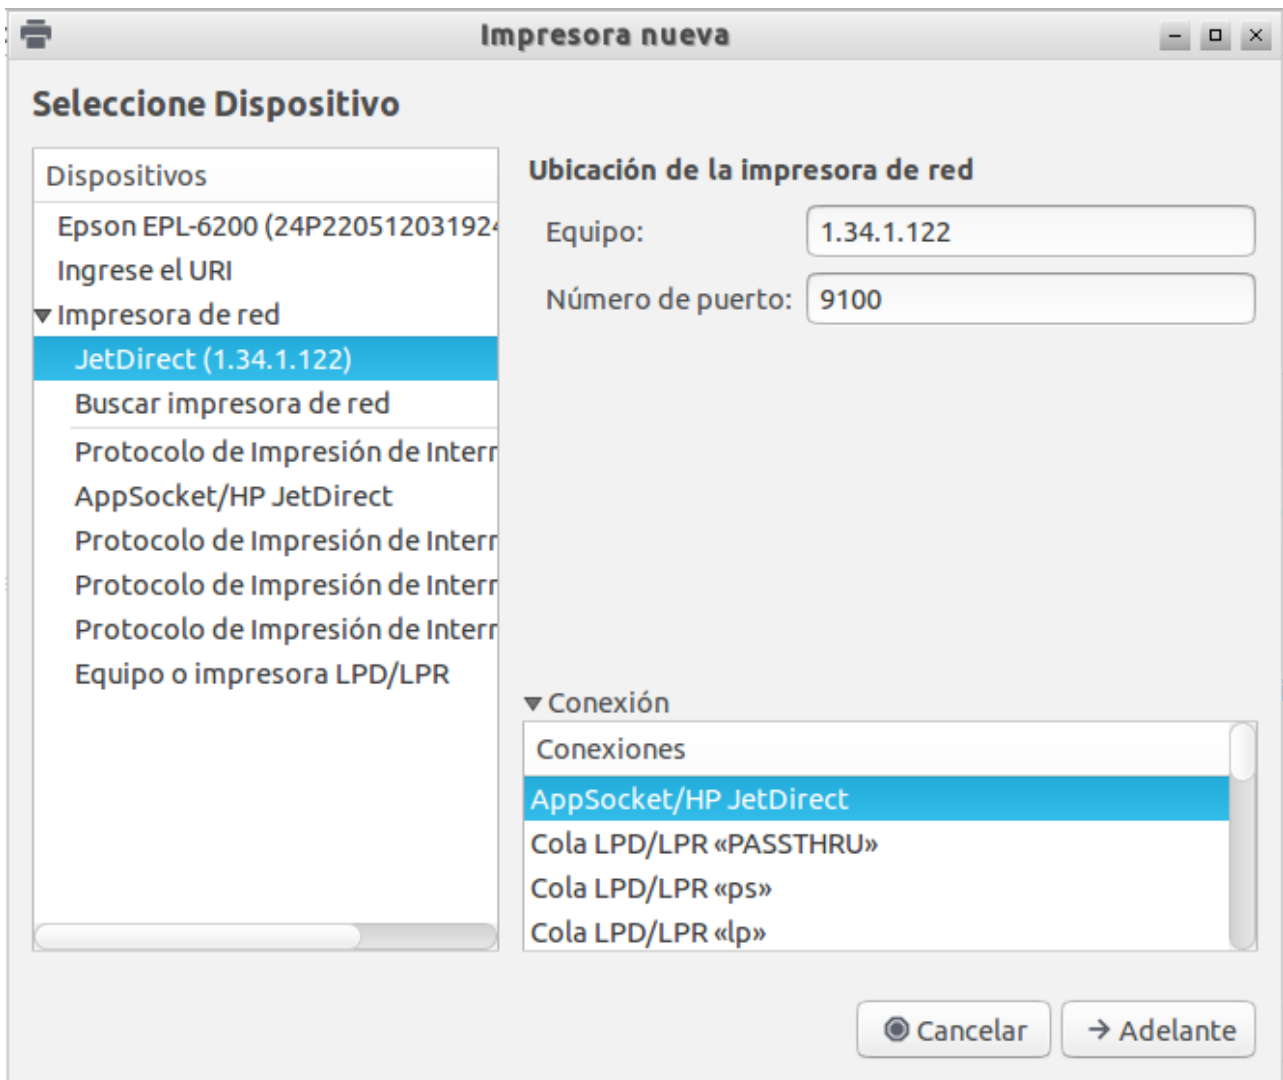 Impresora nueva
Seleccione Dispositivo
Dispositivos
Epson EPL-6200 (24P22051203192
Ingrese el URI
Impresora de red
JetDirect (1.34.1.122)
Buscar impresora de red
Protocolo de Impresión de Interr
AppSocket/HP JetDirect
Protocolo de Impresión de Interr
Protocolo de Impresión de Interr
Protocolo de Impresión de Interr
Equipo o impresora LPD/LPR
Ubicación de la impresora de red
Equipo: 1.34.1.122
Número de puerto: 9100
Conexión
Conexiones
AppSocket/HP JetDirect
Cola LPD/LPR «PASSTHRU»
Cola LPD/LPR «ps»
Cola LPD/LPR «lp»
Cancelar
Adelante